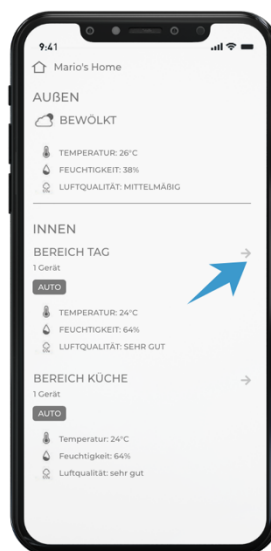 9:41
Mario's Home
AUßEN
BEWÖLKT
TEMPERATUR: 26°C
FEUCHTIGKEIT: 38%
LUFTQUALITÄT: MITTELMÄßIG
INNEN
BEREICH TAG
1 Gerät
AUTO
TEMPERATUR: 24°C
FEUCHTIGKEIT: 64%
LUFTQUALITÄT: SEHR GUT
BEREICH KÜCHE
1 Gerät
AUTO
Temperatur: 24°C
Feuchtigkeit: 64%
Luftqualität: sehr gut